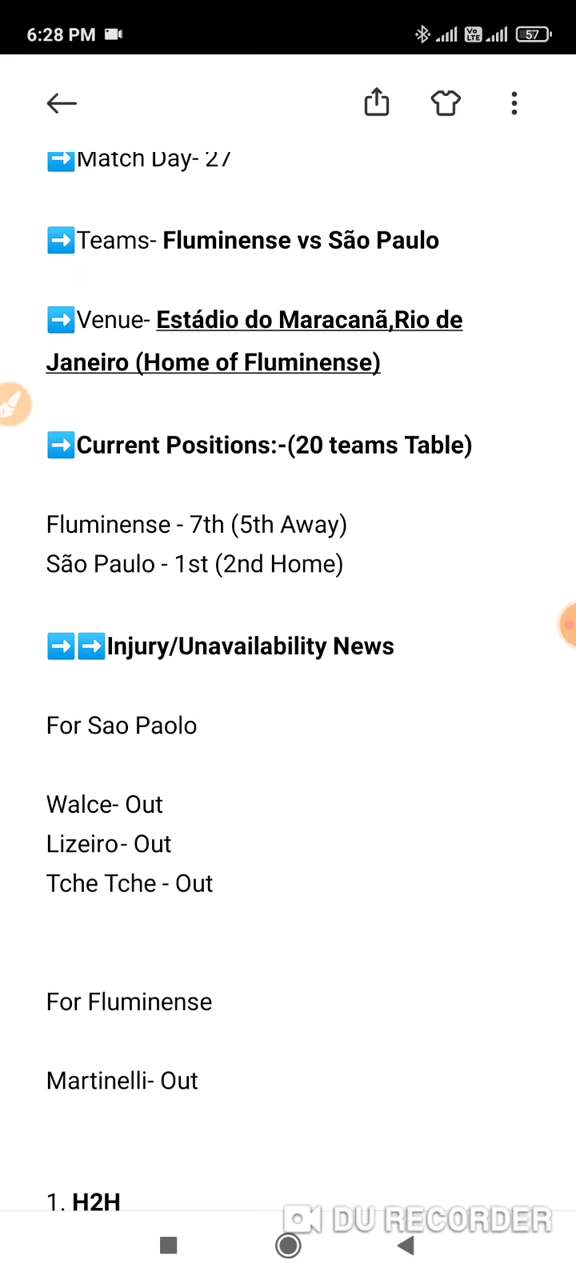 6:28 PM
Vo LTE
57
➡️Match Day- 27
➡️Teams- Fluminense vs São Paulo
➡️Venue- Estádio do Maracanã,Rio de
Janeiro (Home of Fluminense)
➡️Current Positions:-(20 teams Table)
Fluminense - 7th (5th Away)
São Paulo - 1st (2nd Home)
➡️➡️Injury/Unavailability News
For Sao Paolo
Walce- Out
Lizeiro- Out
Tche Tche - Out
For Fluminense
Martinelli- Out
1. H2H
DU RECORDER